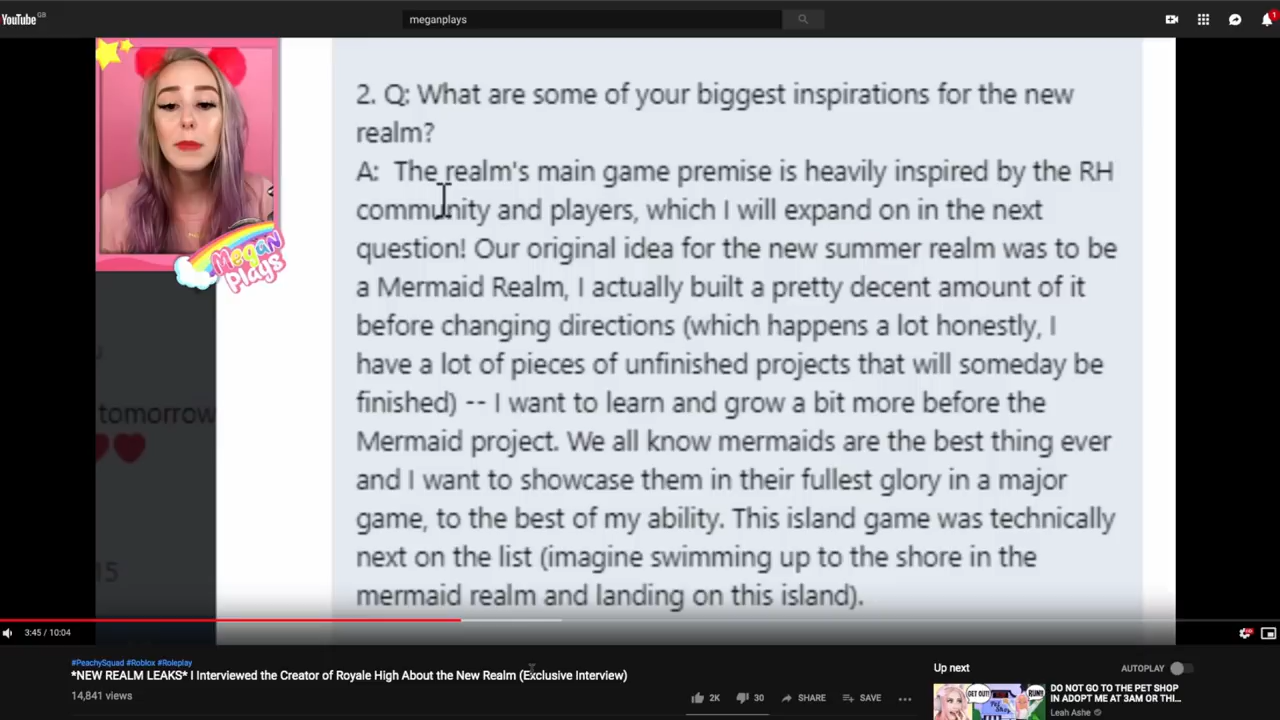 YouTube GB
meganplays
1
2. Q: What are some of your biggest inspirations for the new
realm?
A: The realm's main game premise is heavily inspired by the RH
community and players, which I will expand on in the next
question! Our original idea for the new summer realm was to be
a Mermaid Realm, I actually built a pretty decent amount of it
before changing directions (which happens a lot honestly, I
have a lot of pieces of unfinished projects that will someday be
finished) -- I want to learn and grow a bit more before the
Mermaid project. We all know mermaids are the best thing ever
and I want to showcase them in their fullest glory in a major
game, to the best of my ability. This island game was technically
next on the list (imagine swimming up to the shore in the
mermaid realm and landing on this island).
Megan
Plays
tomorrow
15
3:45 / 10:04
#PeachySquad #Roblox #Roleplay
*NEW REALM LEAKS* I Interviewed the Creator of Royale High About the New Realm (Exclusive Interview)
14,841 views
2K
30
SHARE
SAVE
Up next
AUTOPLAY
GET OUT!
RUN!!
DO NOT GO TO THE PET SHOP
IN ADOPT ME AT 3AM OR THI...
Leah Ashe